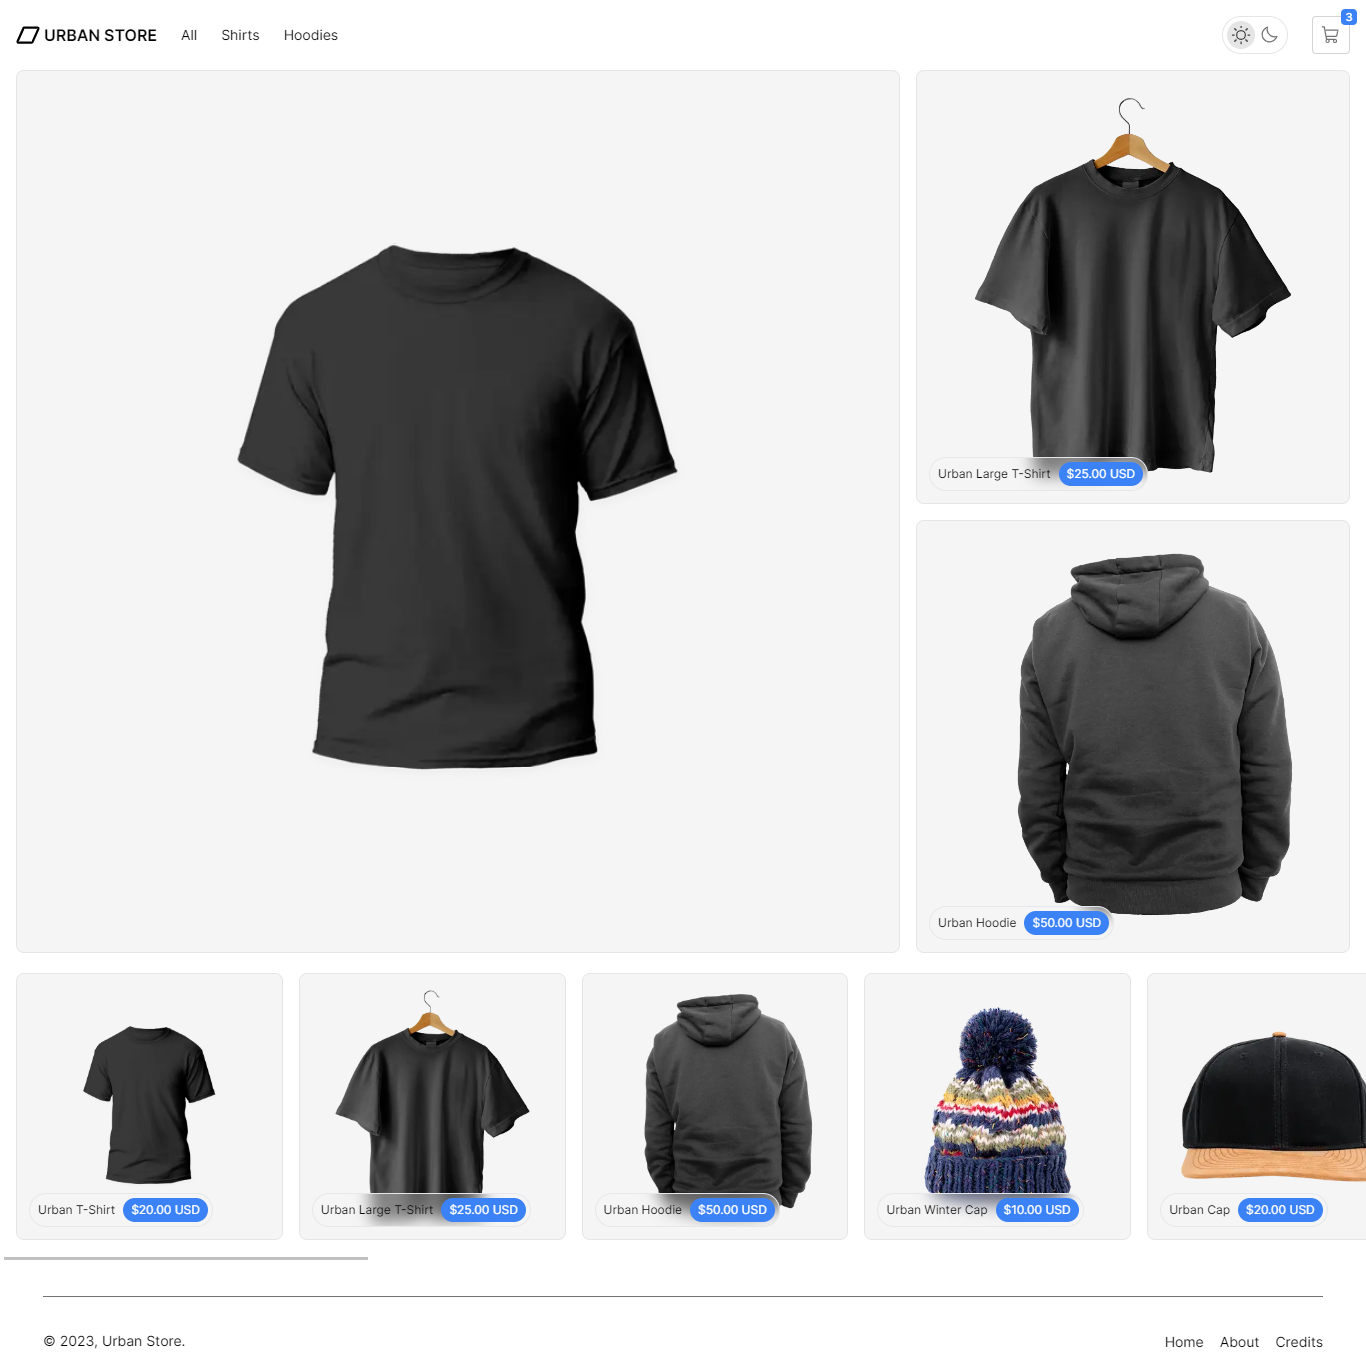 URBAN STORE All Shirts Hoodies 3
Urban Large T-Shirt $25.00 USD
Urban Hoodie $50.00 USD
Urban T-Shirt $20.00 USD
Urban Large T-Shirt $25.00 USD
Urban Hoodie $50.00 USD
Urban Winter Cap $10.00 USD
Urban Cap $20.00 USD
© 2023, Urban Store.
Home About Credits